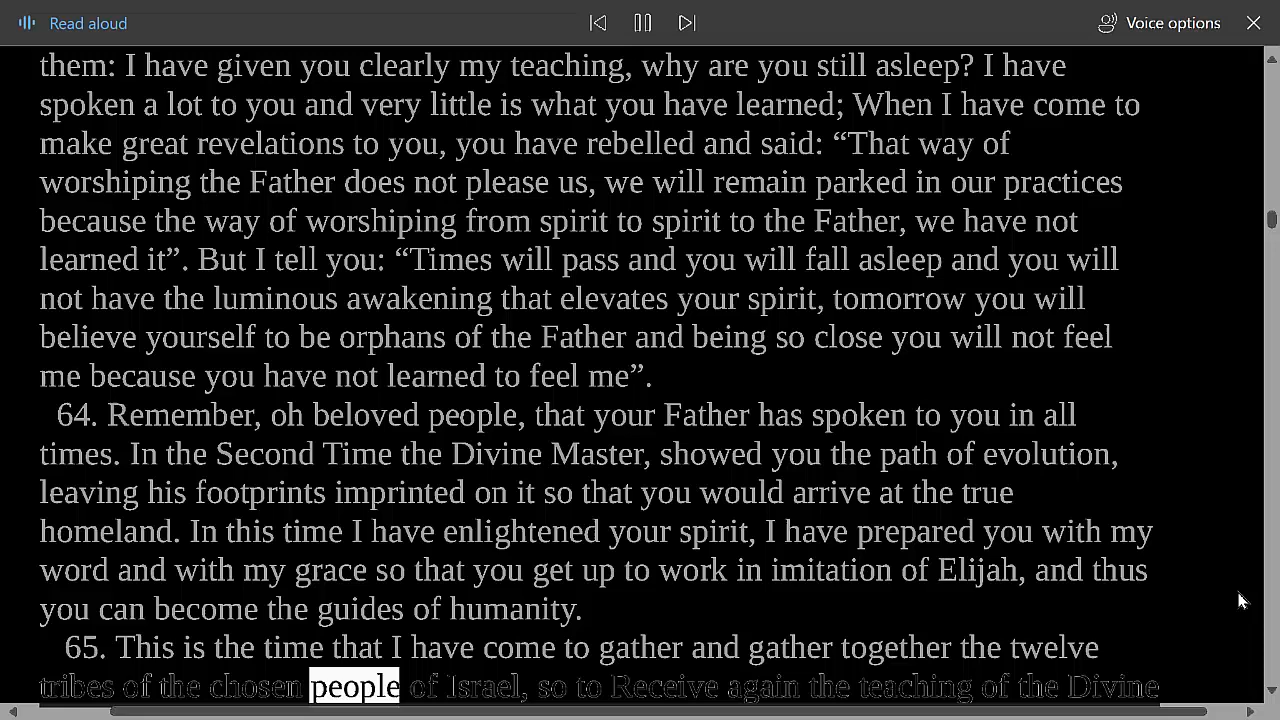 Read aloud
Voice options
them: I have given you clearly my teaching, why are you still asleep? I have
spoken a lot to you and very little is what you have learned; When I have come to
make great revelations to you, you have rebelled and said: “That way of
worshiping the Father does not please us, we will remain parked in our practices
because the way of worshiping from spirit to spirit to the Father, we have not
learned it”. But I tell you: “Times will pass and you will fall asleep and you will
not have the luminous awakening that elevates your spirit, tomorrow you will
believe yourself to be orphans of the Father and being so close you will not feel
me because you have not learned to feel me”.
64. Remember, oh beloved people, that your Father has spoken to you in all
times. In the Second Time the Divine Master, showed you the path of evolution,
leaving his footprints imprinted on it so that you would arrive at the true
homeland. In this time I have enlightened your spirit, I have prepared you with my
word and with my grace so that you get up to work in imitation of Elijah, and thus
you can become the guides of humanity.
65. This is the time that I have come to gather and gather together the twelve
tribes of the chosen people of Israel, so to Receive again the teaching of the Divine